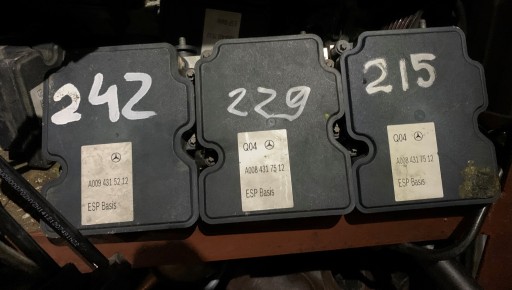 242
A009 431 52 12
ESP Basis
229
Q04
A008 431 75 12
ESP Basis
215
Q04
A008 431 75 12
ESP Basis